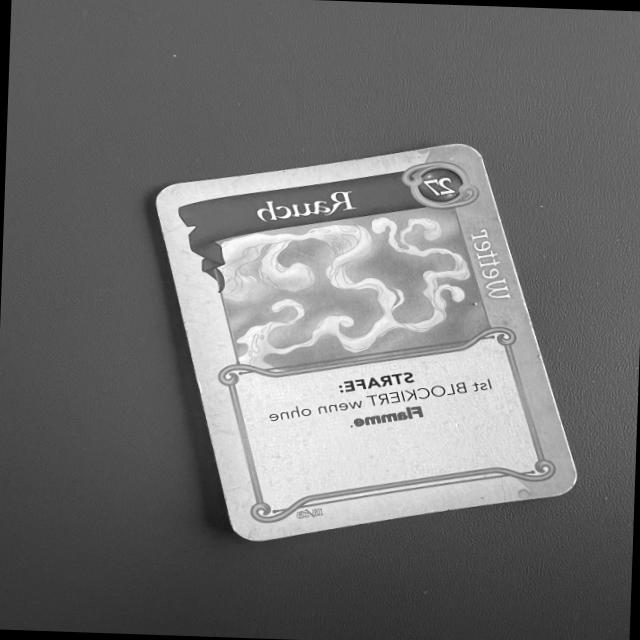 27
Rauch
Wetter
STRAFE:
Ist BLOCKIERT wenn ohne
Flamme.